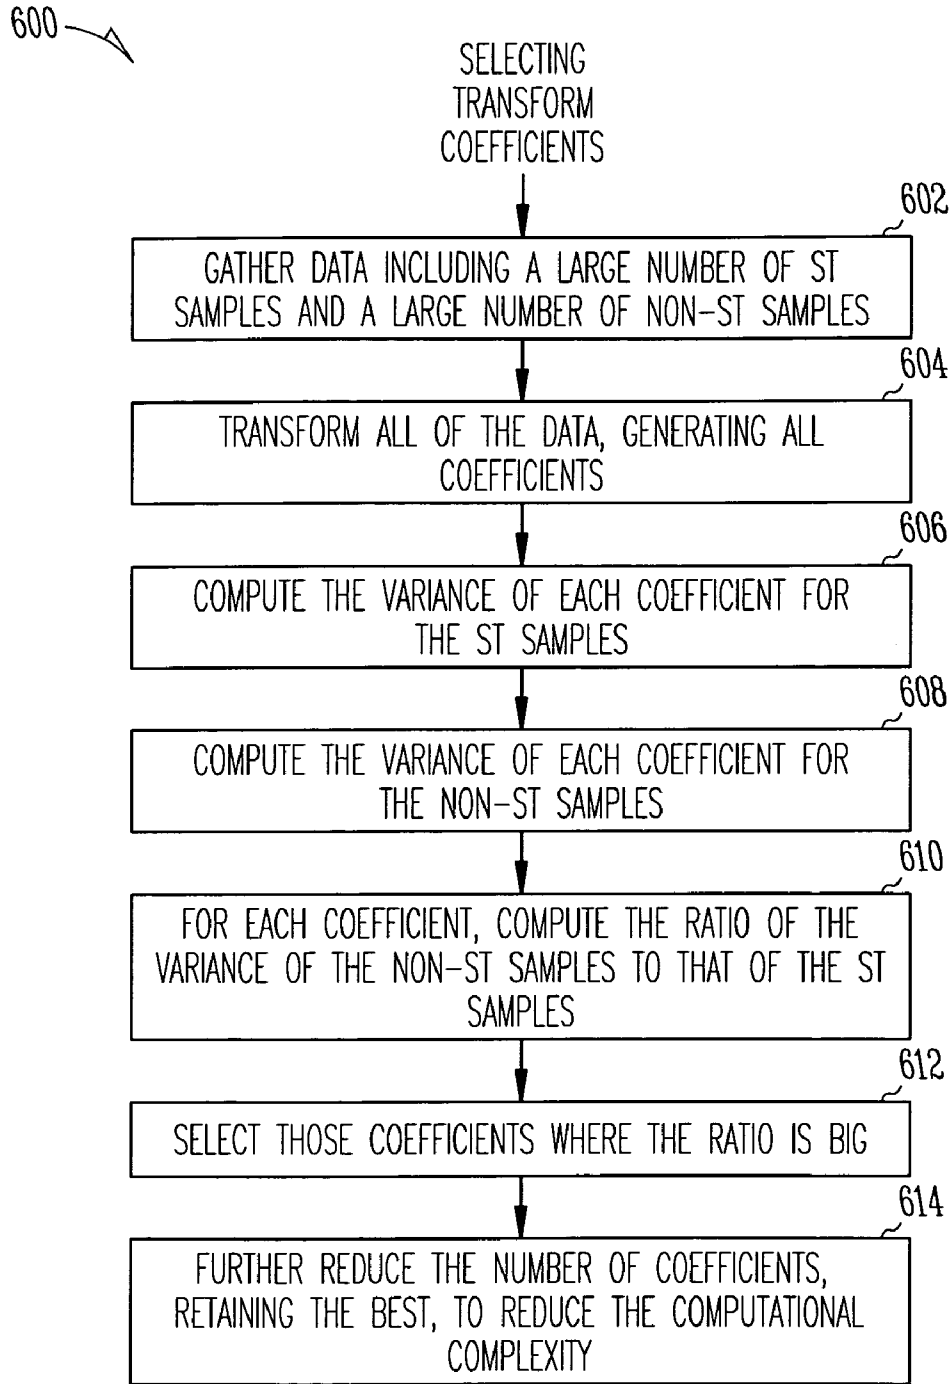 600
SELECTING
TRANSFORM
COEFFICIENTS
602
GATHER DATA INCLUDING A LARGE NUMBER OF ST
SAMPLES AND A LARGE NUMBER OF NON-ST SAMPLES
604
TRANSFORM ALL OF THE DATA, GENERATING ALL
COEFFICIENTS
606
COMPUTE THE VARIANCE OF EACH COEFFICIENT FOR
THE ST SAMPLES
608
COMPUTE THE VARIANCE OF EACH COEFFICIENT FOR
THE NON-ST SAMPLES
610
FOR EACH COEFFICIENT, COMPUTE THE RATIO OF THE
VARIANCE OF THE NON-ST SAMPLES TO THAT OF THE ST
SAMPLES
612
SELECT THOSE COEFFICIENTS WHERE THE RATIO IS BIG
614
FURTHER REDUCE THE NUMBER OF COEFFICIENTS,
RETAINING THE BEST, TO REDUCE THE COMPUTATIONAL
COMPLEXITY